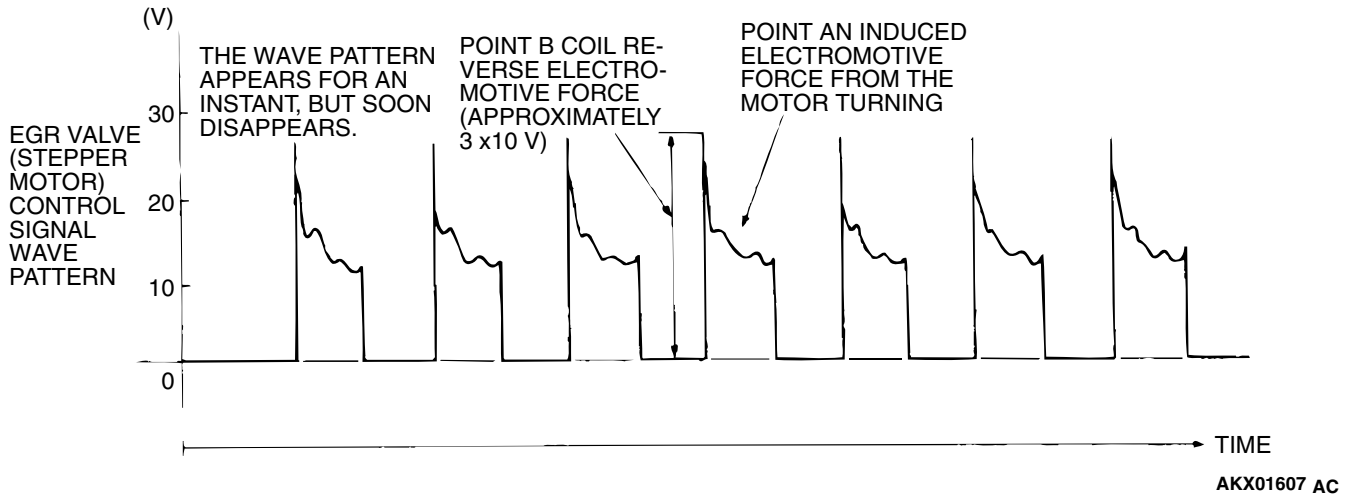 (V)
THE WAVE PATTERN
APPEARS FOR AN
INSTANT, BUT SOON
DISAPPEARS.
POINT B COIL RE-
VERSE ELECTRO-
MOTIVE FORCE
(APPROXIMATELY
3 x10 V)
POINT AN INDUCED
ELECTROMOTIVE
FORCE FROM THE
MOTOR TURNING
EGR VALVE
(STEPPER
MOTOR)
CONTROL
SIGNAL
WAVE
PATTERN
30
20
10
0
TIME
AKX01607 AC